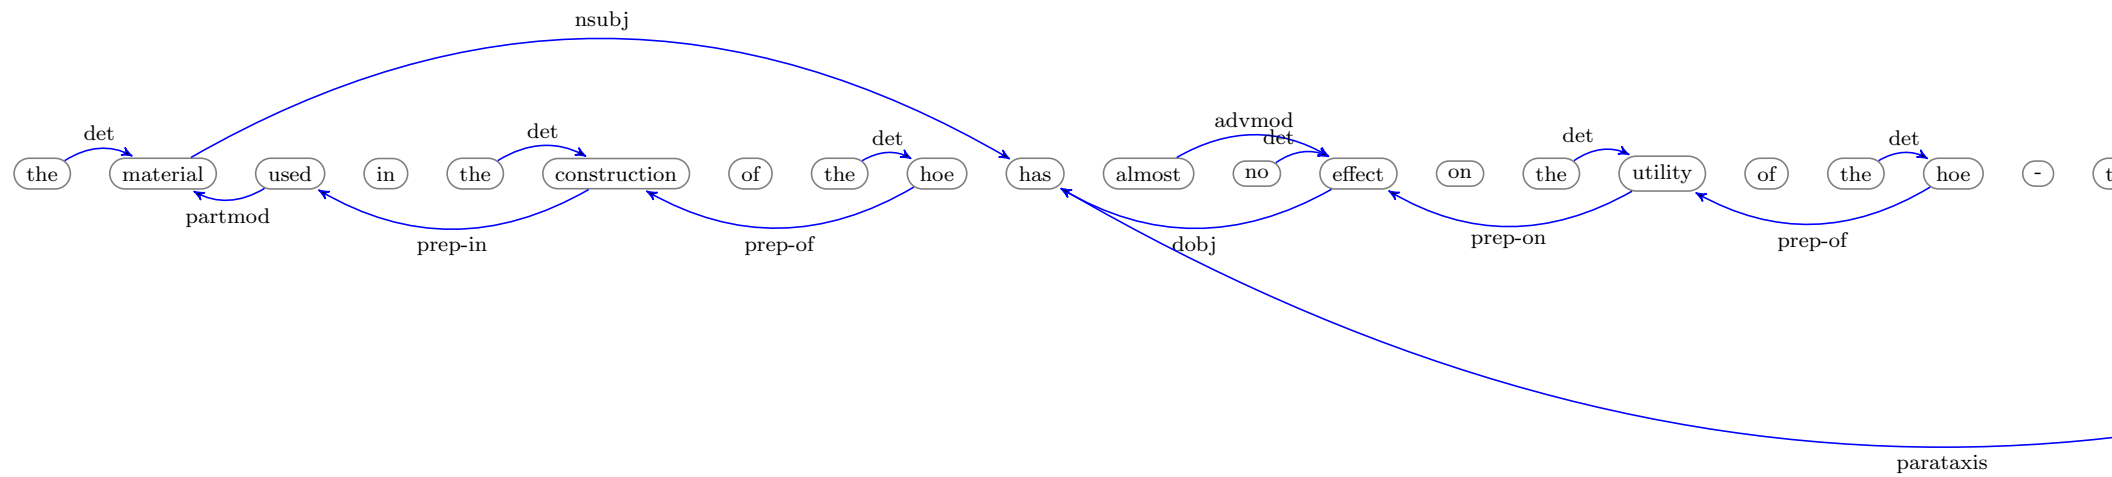 nsubj
advmod
det det det det det det det
the material used in the construction of the hoe has almost no effect on the utility of the hoe - t
partmod
prep-in prep-of dobj prep-on prep-of
parataxis